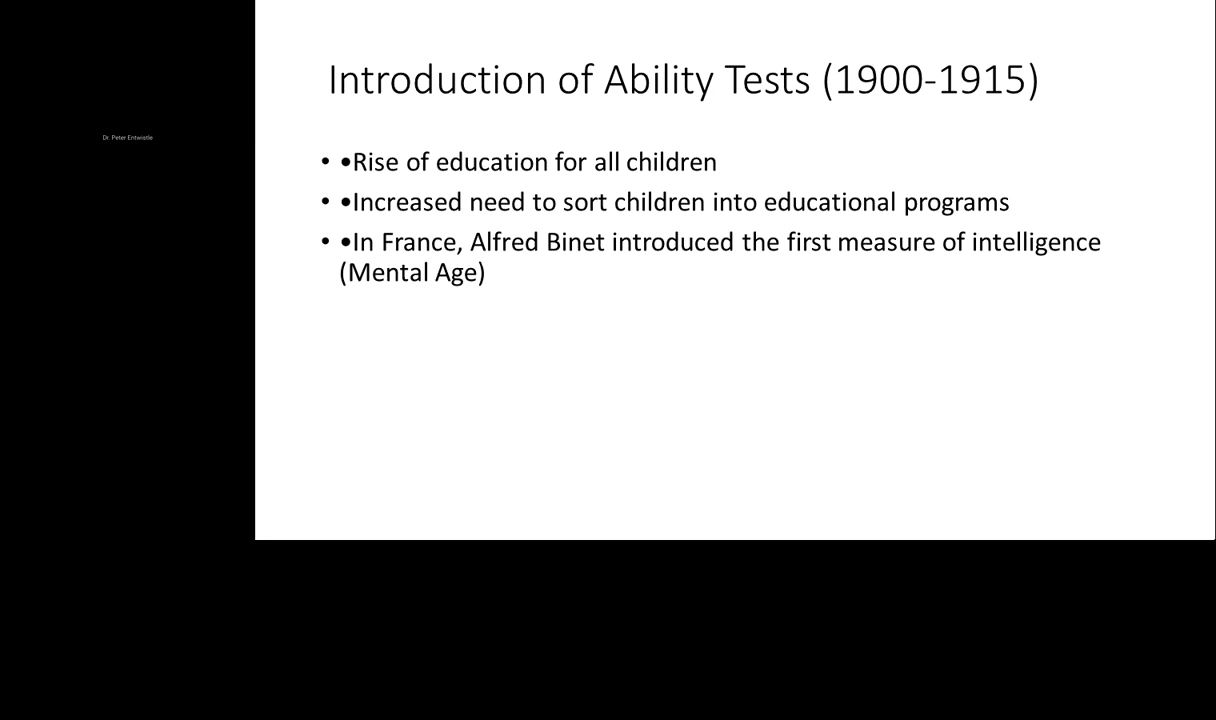 Introduction of Ability Tests (1900-1915)
Dr. Peter Entwistle
• •Rise of education for all children
• •Increased need to sort children into educational programs
• •In France, Alfred Binet introduced the first measure of intelligence
(Mental Age)